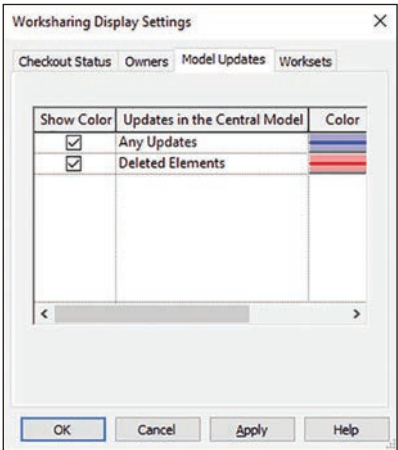 Worksharing Display Settings
Checkout Status Owners Model Updates Worksets
Show Color Updates in the Central Model Color
Any Updates
Deleted Elements
OK Cancel Apply Help